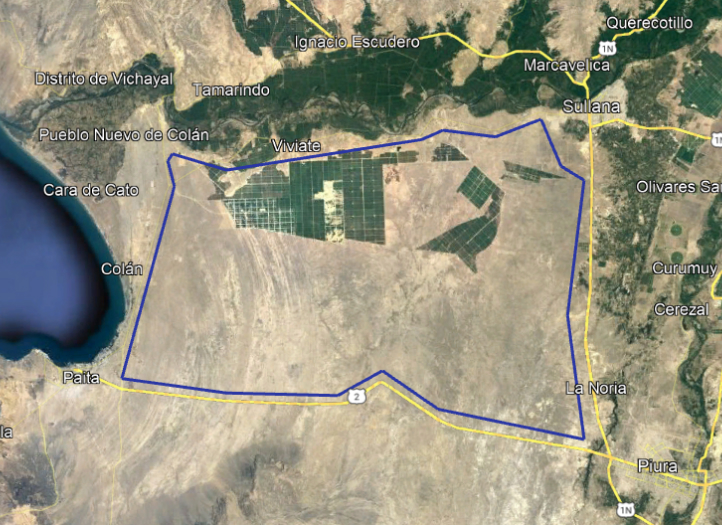 Querecotillo
Ignacio Escudero
1N
Marcavelica
Distrito de Vichayal
Tamarindo
Sullana
Pueblo Nuevo de Colán
1N
Viviate
Cara de Cato
Olivares Sa
Colán
Curumuy
Cerezal
Paita
La Noria
2
la
Piura
1N